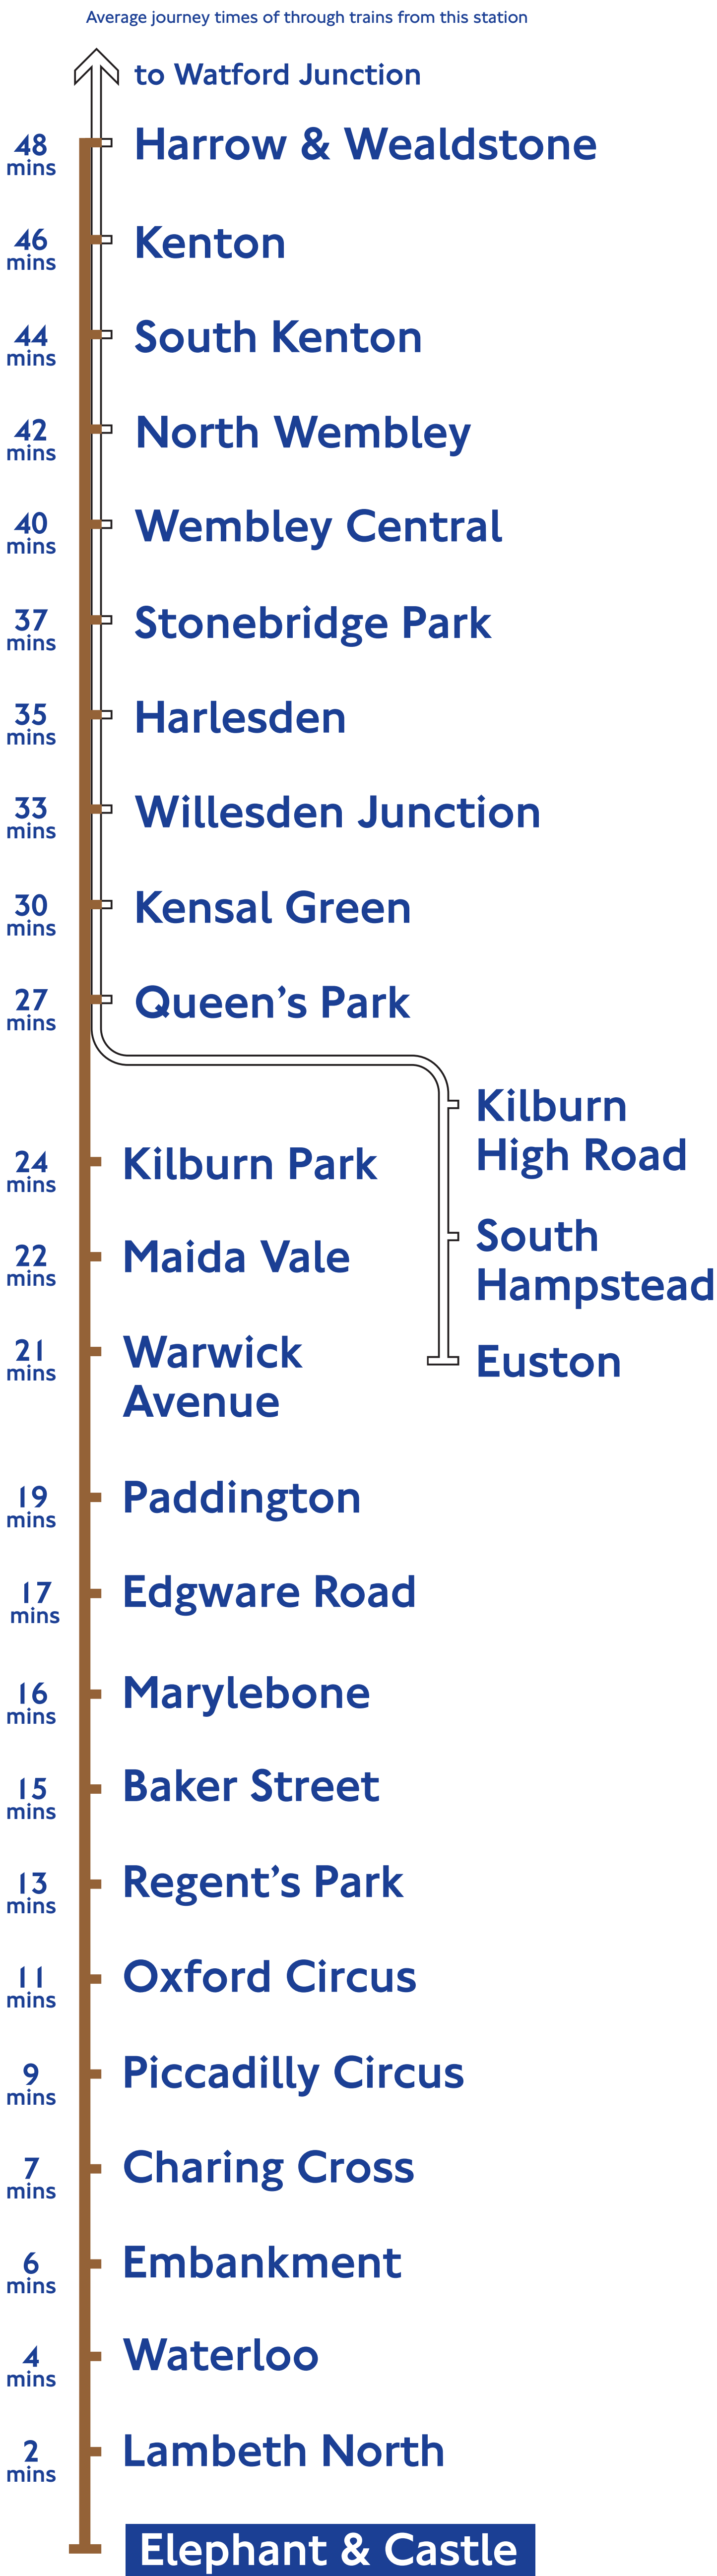 Average journey times of through trains from this station
to Watford Junction
48
mins
Harrow & Wealdstone
46
mins
Kenton
44
mins
South Kenton
42
mins
North Wembley
40
mins
Wembley Central
37
mins
Stonebridge Park
35
mins
Harlesden
33
mins
Willesden Junction
30
mins
Kensal Green
27
mins
Queen’s Park
Kilburn
High Road
24
mins
Kilburn Park
South
Hampstead
22
mins
Maida Vale
21
mins
Warwick
Avenue
Euston
19
mins
Paddington
17
mins
Edgware Road
16
mins
Marylebone
15
mins
Baker Street
13
mins
Regent’s Park
11
mins
Oxford Circus
9
mins
Piccadilly Circus
7
mins
Charing Cross
6
mins
Embankment
4
mins
Waterloo
2
mins
Lambeth North
Elephant & Castle